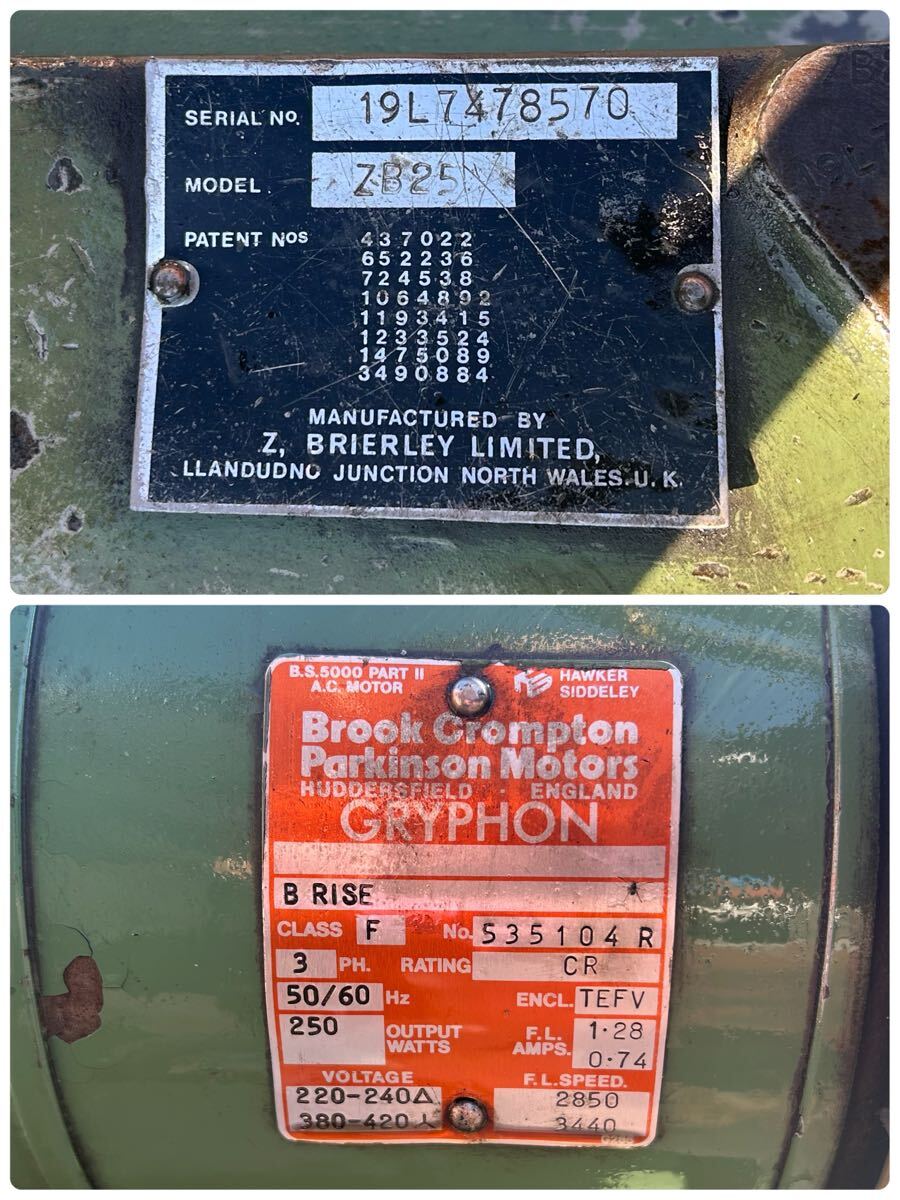 SERIAL No. 19L7478570
MODEL. ZB25
PATENT Nos 437022
652236
724538
1064892
1193415
1233524
1475089
3490884
MANUFACTURED BY
Z, BRIERLEY LIMITED,
LLANDUDNO JUNCTION NORTH WALES. U. K.
B.S.5000 PART II
A.C. MOTOR
HAWKER
SIDDELEY
Brook Crompton
Parkinson Motors
HUDDERSFIELD · ENGLAND
GRYPHON
B RISE
CLASS F No. S35104 R
3 PH. RATING CR
50/60 Hz ENCL. TEFV
250 OUTPUT WATTS F.L. AMPS. 1·28
0·74
VOLTAGE F.L.SPEED.
220-240Δ 2850
380-420⅄ 3440